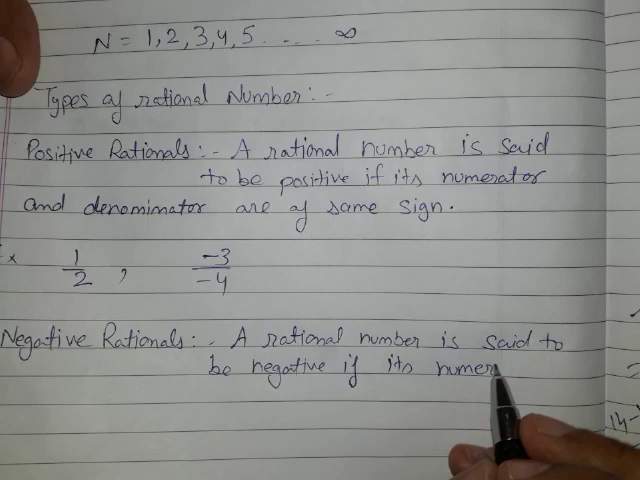 N = 1, 2, 3, 4, 5 . . . . . ∞
Types of rational Number : -
Positive Rationals : - A rational number is said
to be positive if its numerator
and denominator are of same sign.
x 1/2 , -3/-4
Negative Rationals : - A rational number is said to
be negative if its numer
14-